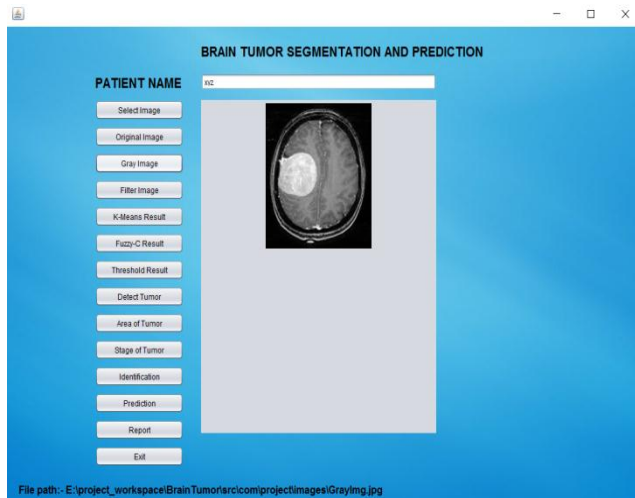 BRAIN TUMOR SEGMENTATION AND PREDICTION
PATIENT NAME xyz
Select Image
Original Image
Gray Image
Filter Image
K-Means Result
Fuzzy-C Result
Threshold Result
Detect Tumor
Area of Tumor
Stage of Tumor
Identification
Prediction
Report
Exit
File path:- E:\project_workspace\BrainTumor\src\com\project\images\GrayImg.jpg